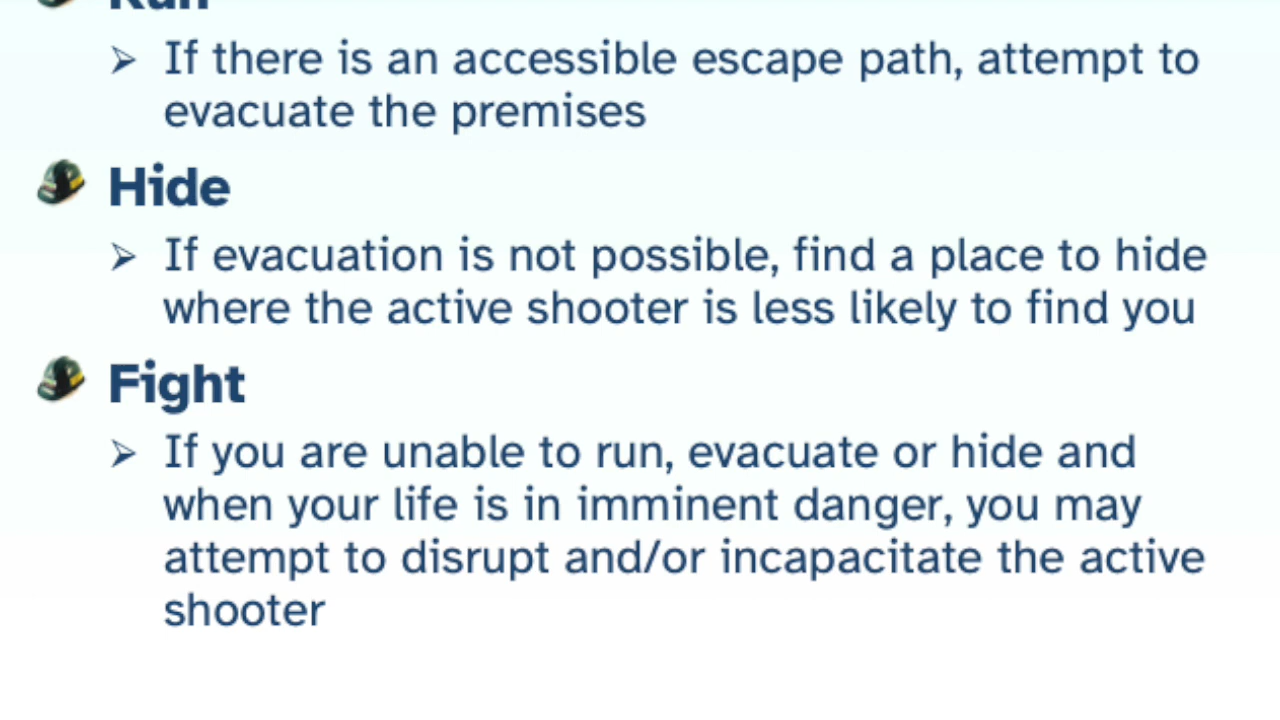 Run
➢ If there is an accessible escape path, attempt to
evacuate the premises
Hide
➢ If evacuation is not possible, find a place to hide
where the active shooter is less likely to find you
Fight
➢ If you are unable to run, evacuate or hide and
when your life is in imminent danger, you may
attempt to disrupt and/or incapacitate the active
shooter